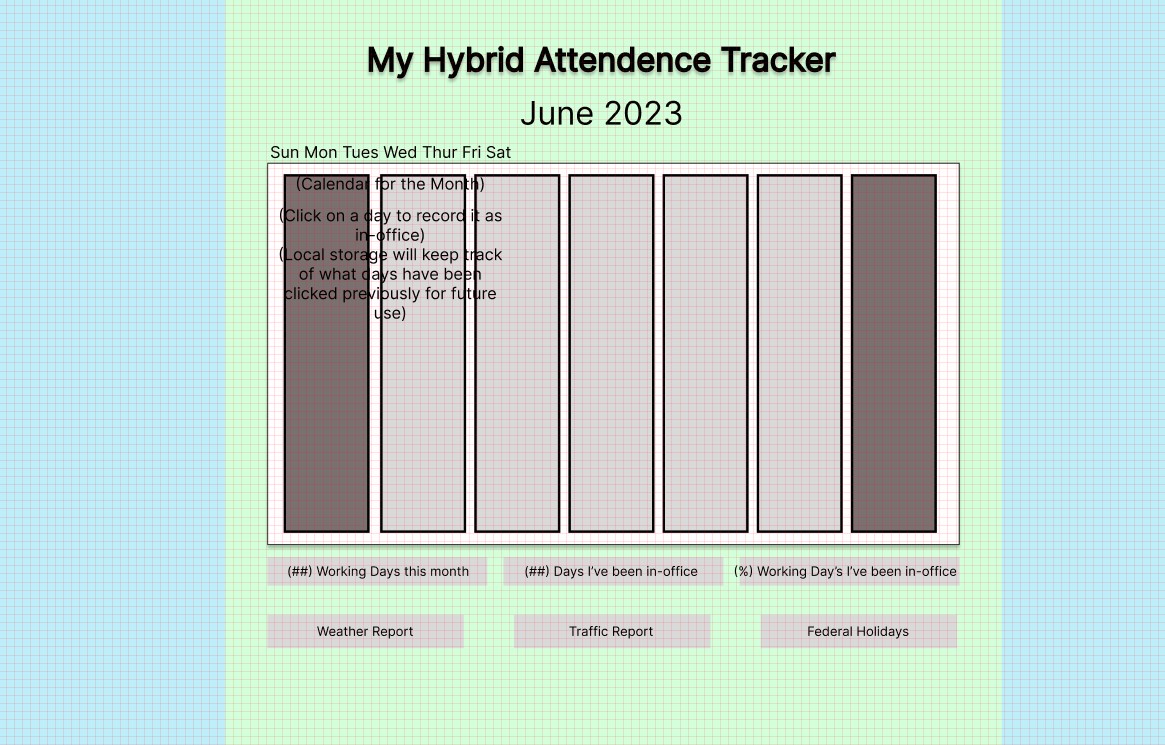 My Hybrid Attendence Tracker
June 2023
Sun Mon Tues Wed Thur Fri Sat
(Calendar for the Month)
(Click on a day to record it as
in-office)
(Local storage will keep track
of what days have been
clicked previously for future
use)
(##) Working Days this month
(##) Days I’ve been in-office
(%) Working Day’s I’ve been in-office
Weather Report
Traffic Report
Federal Holidays